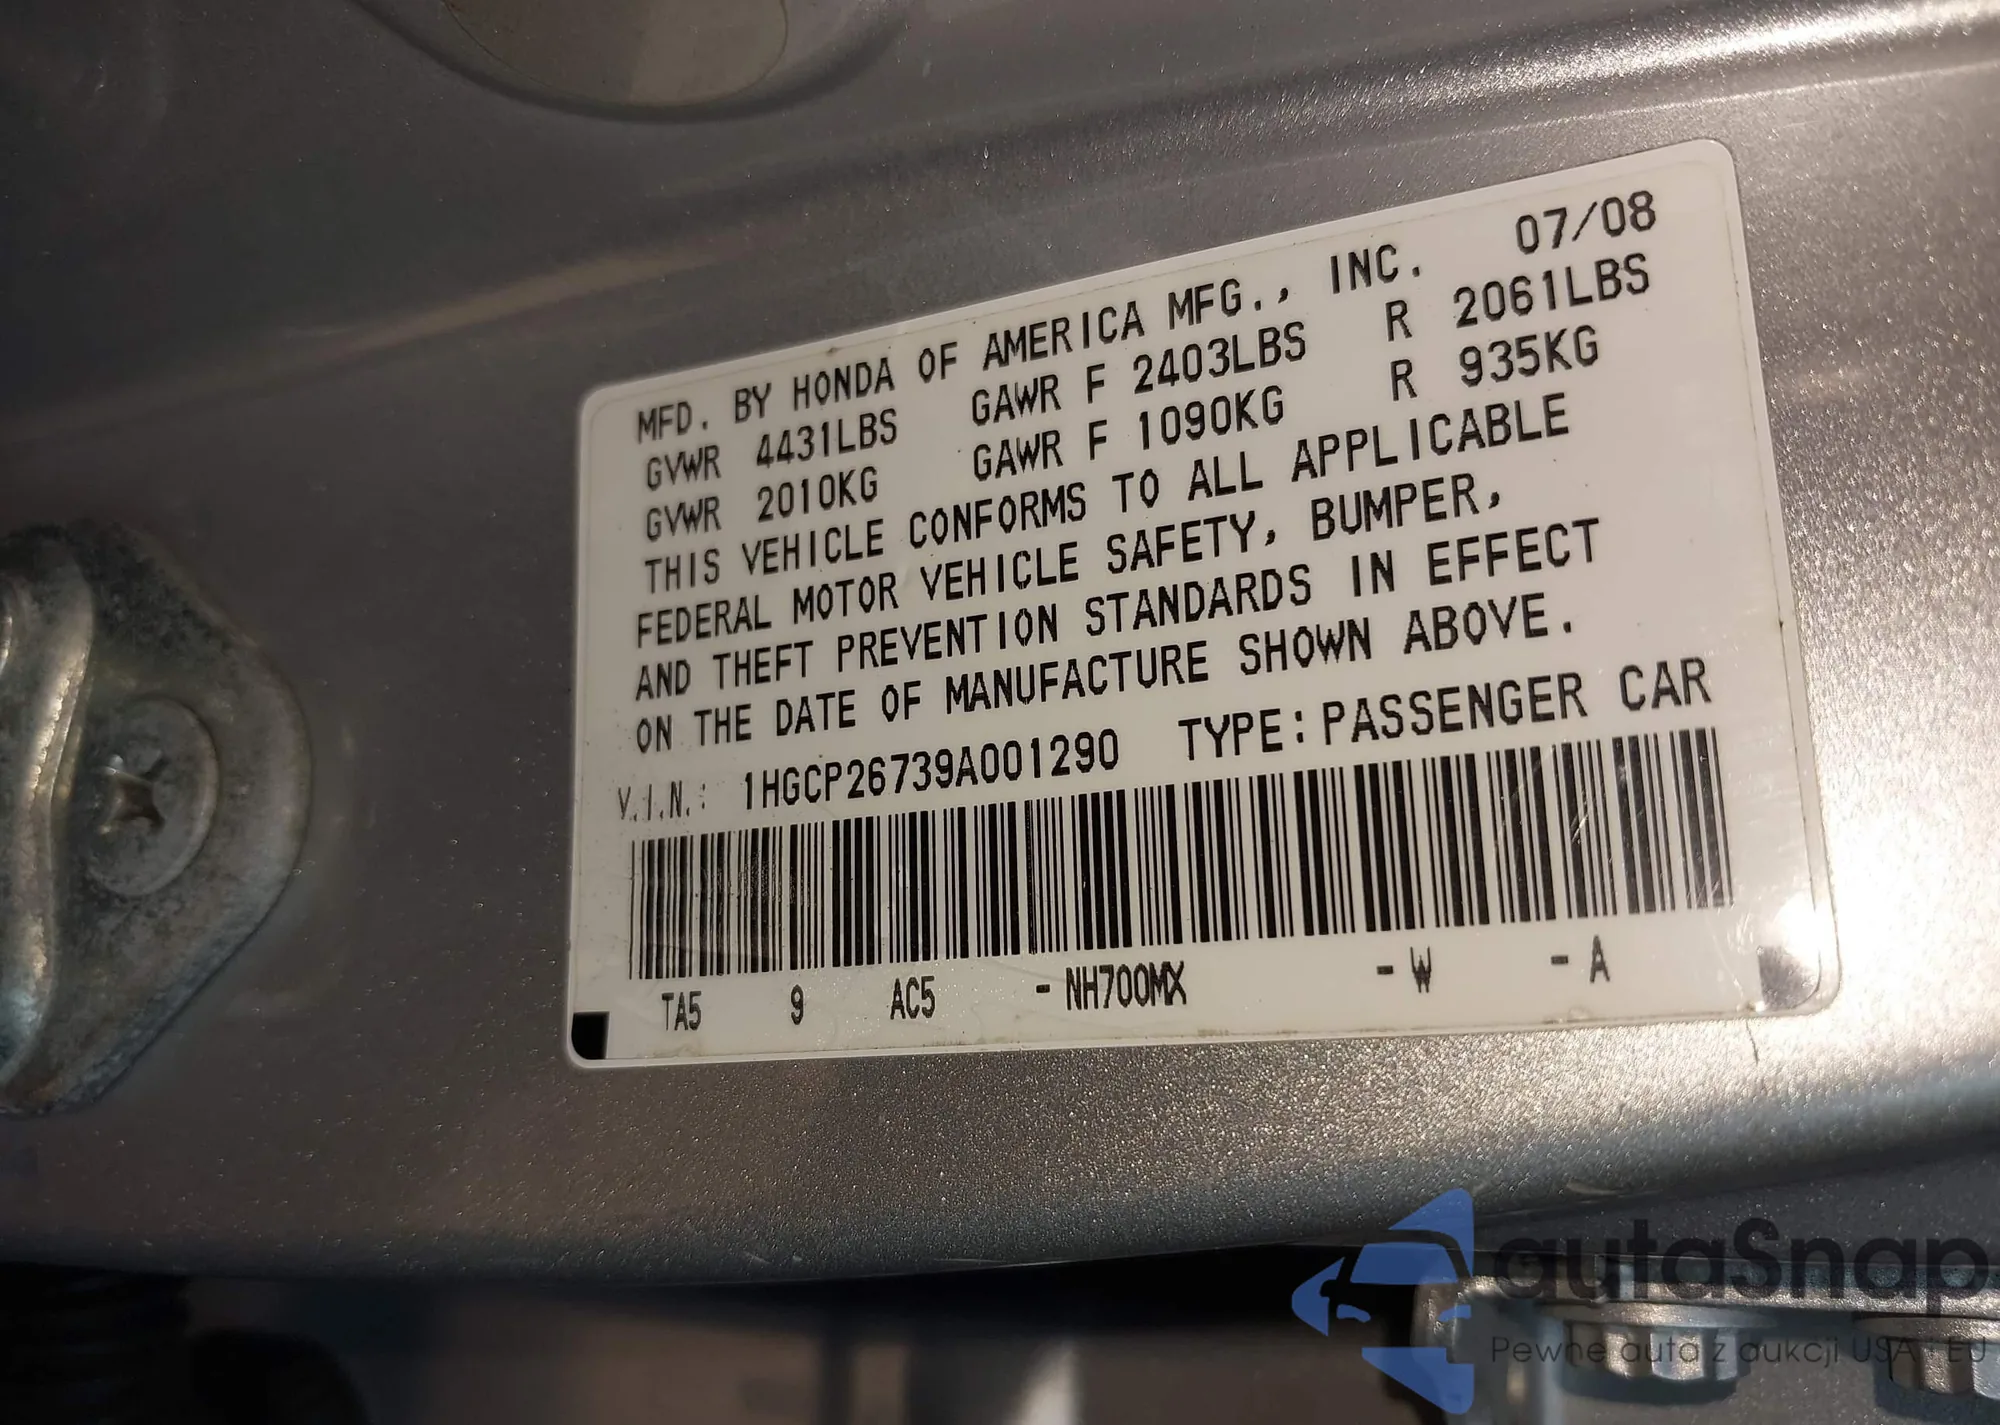 07/08
MFD. BY HONDA OF AMERICA MFG., INC.
GVWR 4431LBS GAWR F 2403LBS R 2061LBS
GVWR 2010KG GAWR F 1090KG R 935KG
THIS VEHICLE CONFORMS TO ALL APPLICABLE
FEDERAL MOTOR VEHICLE SAFETY, BUMPER,
AND THEFT PREVENTION STANDARDS IN EFFECT
ON THE DATE OF MANUFACTURE SHOWN ABOVE.
V.I.N.: 1HGCP26739A001290 TYPE:PASSENGER CAR
TA5 9 AC5 -NH700MX -W -A
autaSnap
Pewne auta z aukcji USA i EU